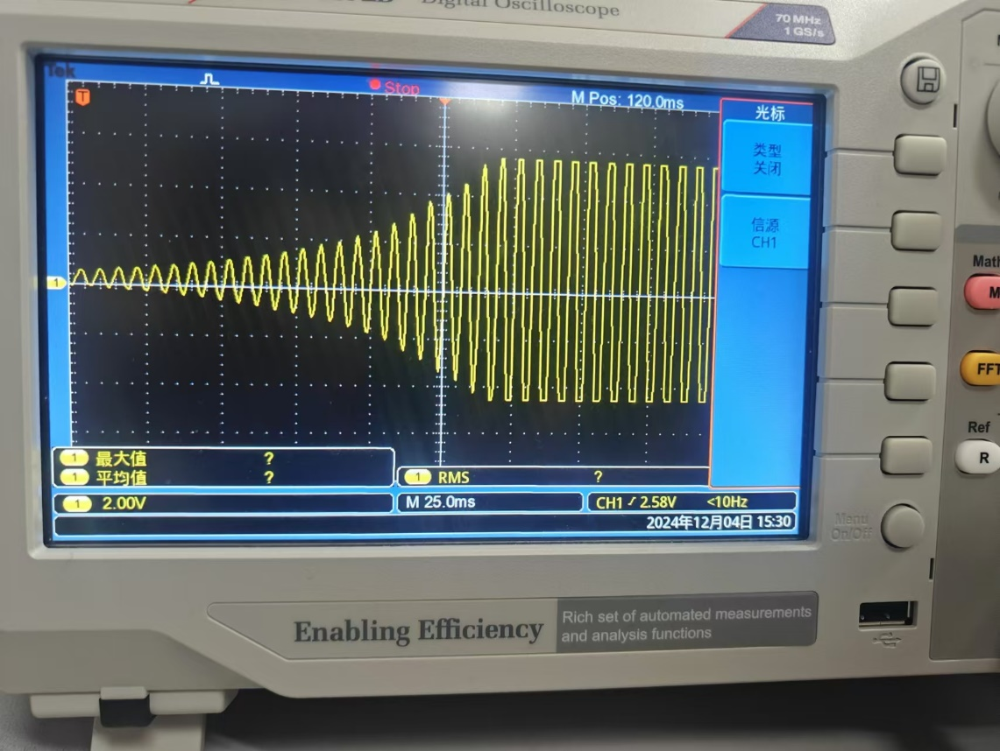 Digital Oscilloscope
70 MHz
1 GS/s
Tek
Stop
M Pos: 120.0ms
T
光标
类型
关闭
信源
CH1
1
1 最大值 ?
1 平均值 ?
1 RMS ?
1 2.00V
M 25.0ms
CH1 2.58V <10Hz
2024年12月04日 15:30
Menu
On/Off
Math
M
FFT
Ref
R
Enabling Efficiency
Rich set of automated measurements
and analysis functions